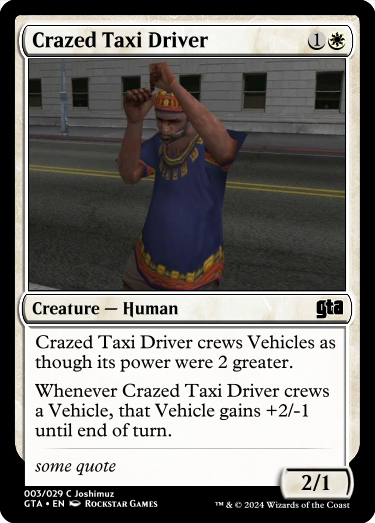 Crazed Taxi Driver 1
Creature — Human gta
Crazed Taxi Driver crews Vehicles as
though its power were 2 greater.
Whenever Crazed Taxi Driver crews
a Vehicle, that Vehicle gains +2/-1
until end of turn.
some quote
2/1
003/029 C Joshimuz
GTA • EN Rockstar Games
™ & © 2024 Wizards of the Coast